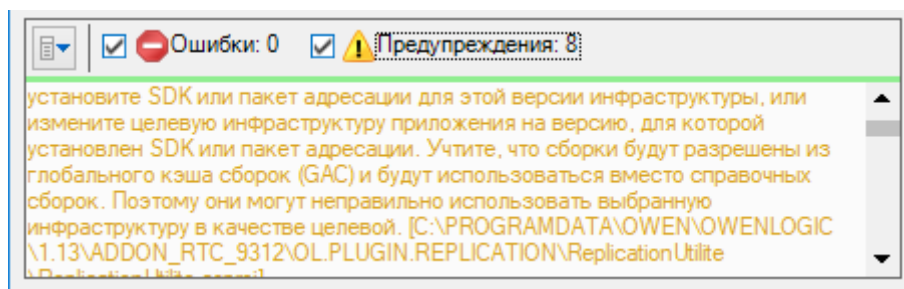 Ошибки: 0 Предупреждения: 8
установите SDK или пакет адресации для этой версии инфраструктуры, или
измените целевую инфраструктуру приложения на версию, для которой
установлен SDK или пакет адресации. Учтите, что сборки будут разрешены из
глобального кэша сборок (GAC) и будут использоваться вместо справочных
сборок. Поэтому они могут неправильно использовать выбранную
инфраструктуру в качестве целевой. [C:\PROGRAMDATA\OWEN\OWENLOGIC
\1.13\ADDON_RTC_9312\OL.PLUGIN.REPLICATION\ReplicationUtilite
\ReplicationUtilite.csproj]